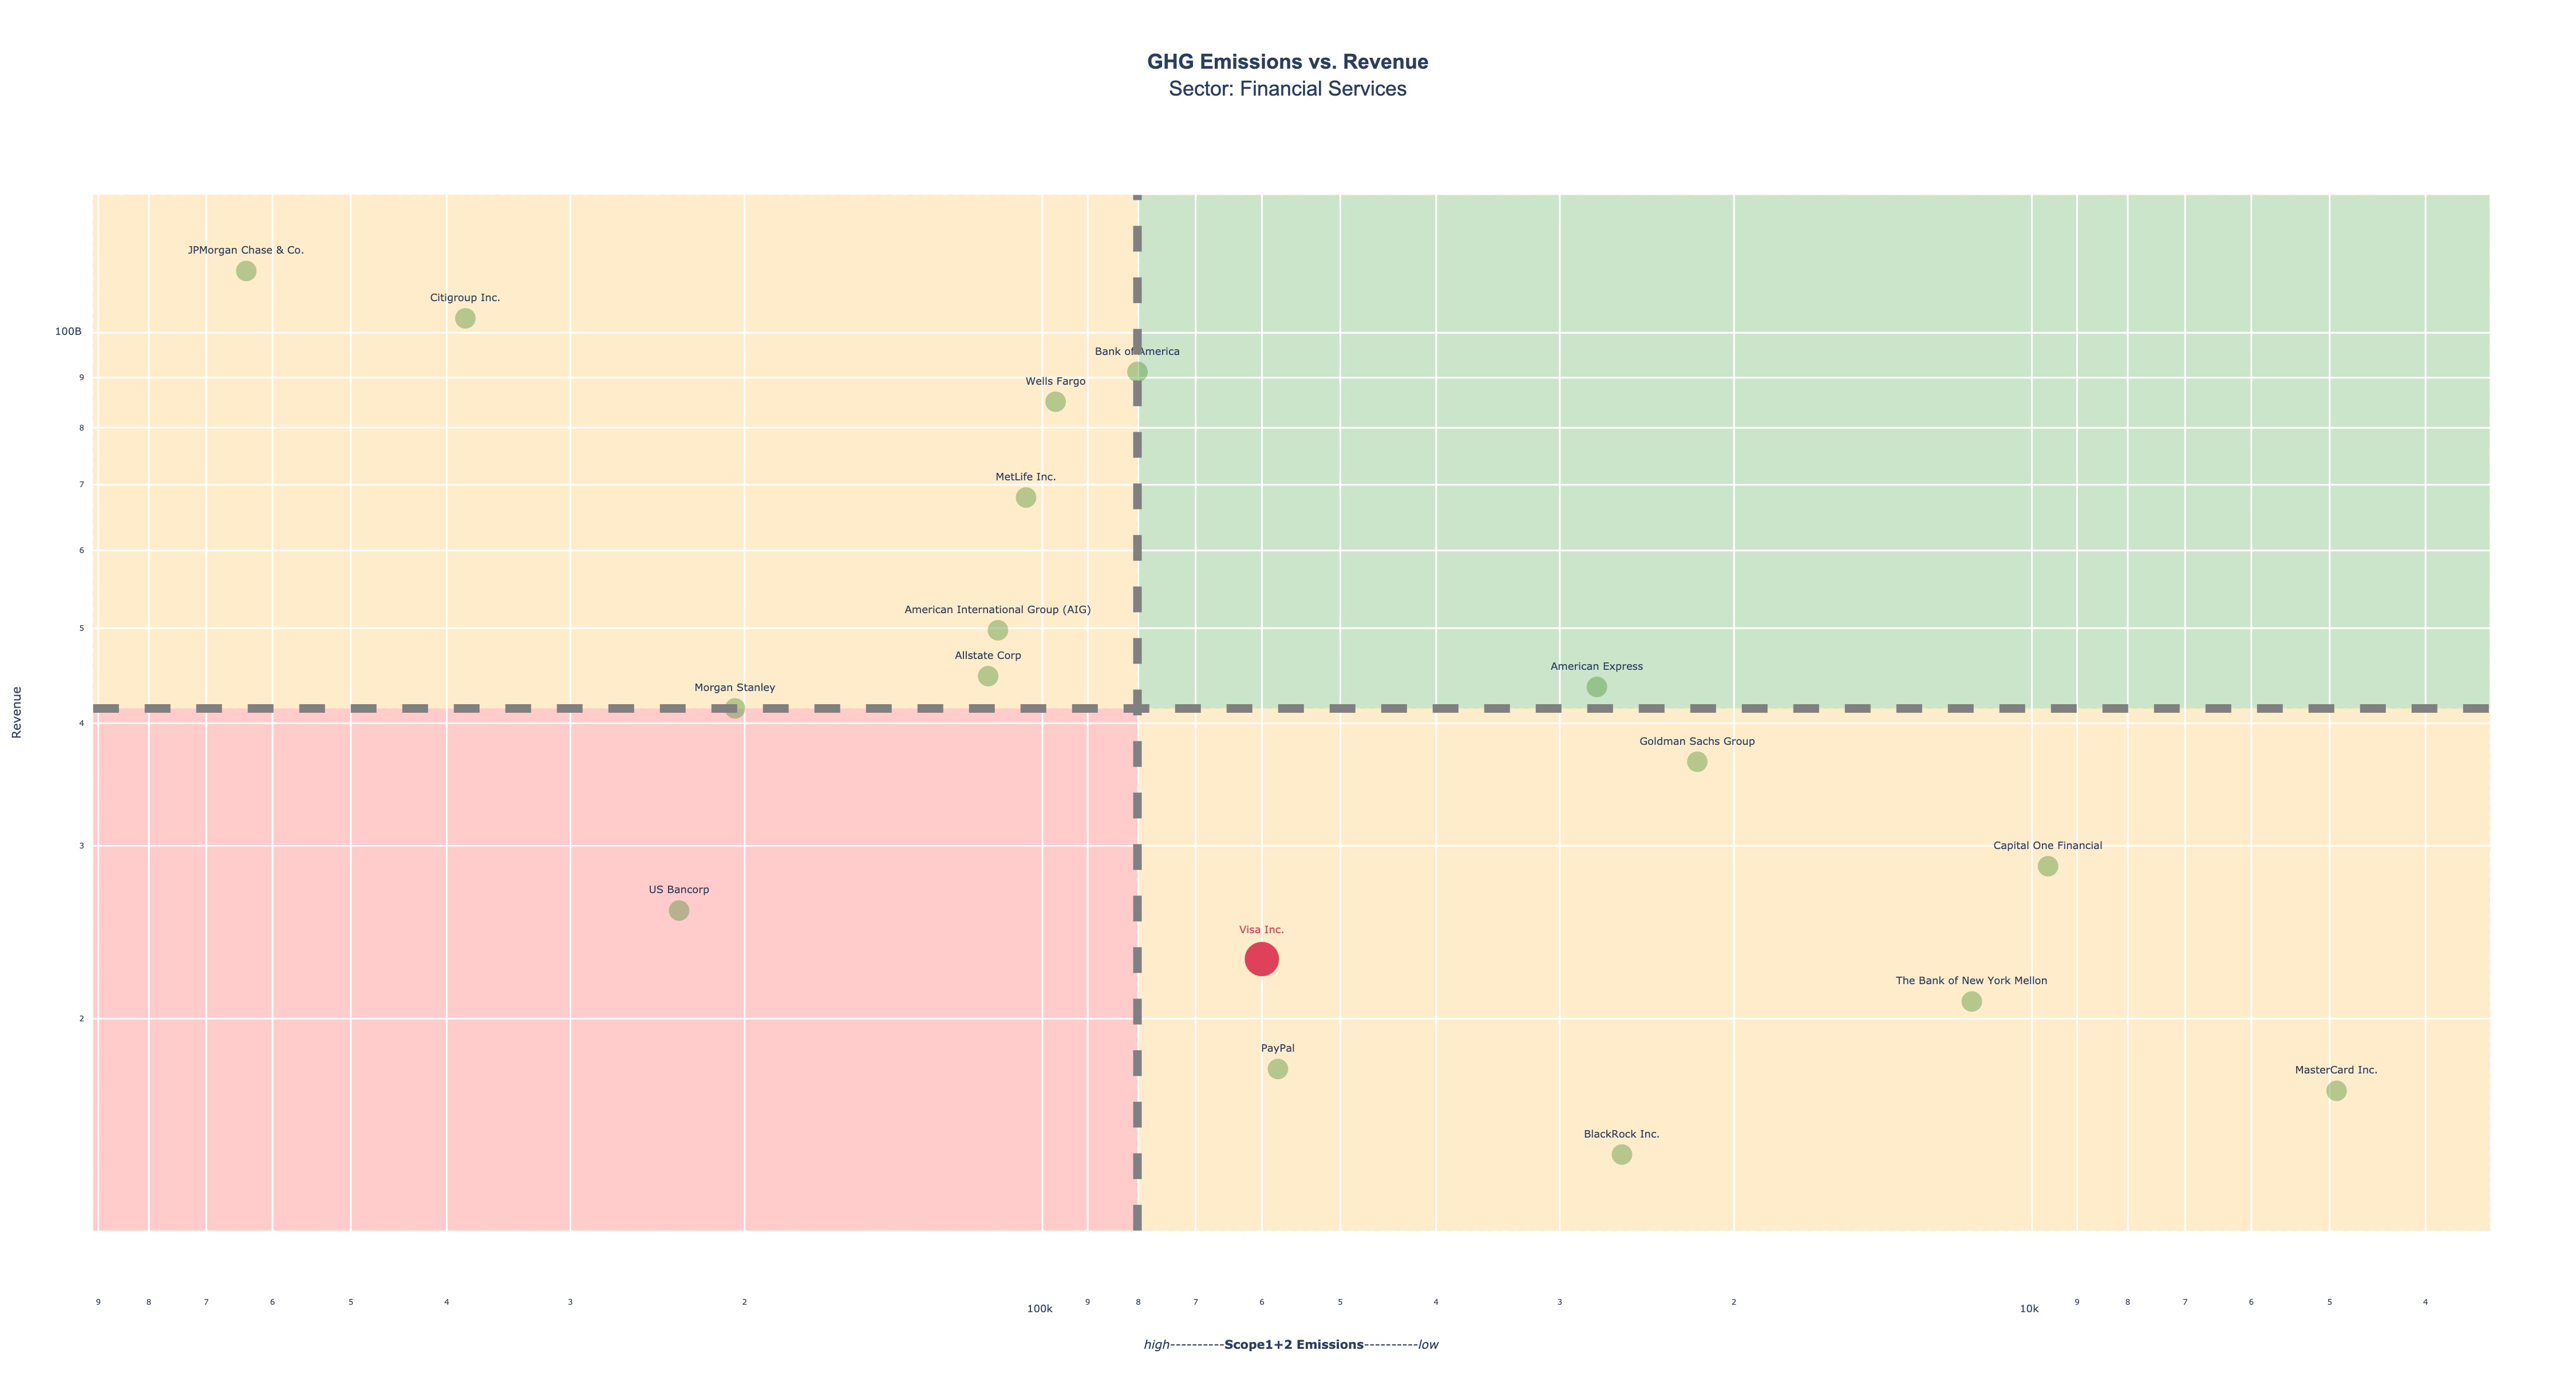 GHG Emissions vs. Revenue
Sector: Financial Services
JPMorgan Chase & Co.
Citigroup Inc.
100B
Bank of America
9
Wells Fargo
8
MetLife Inc.
7
6
American International Group (AIG)
5
Allstate Corp
American Express
Morgan Stanley
Revenue
4
Goldman Sachs Group
3
Capital One Financial
US Bancorp
Visa Inc.
The Bank of New York Mellon
2
PayPal
MasterCard Inc.
BlackRock Inc.
9 8 7 6 5 4 3 2 100k 9 8 7 6 5 4 3 2 10k 9 8 7 6 5 4
high----------Scope1+2 Emissions----------low